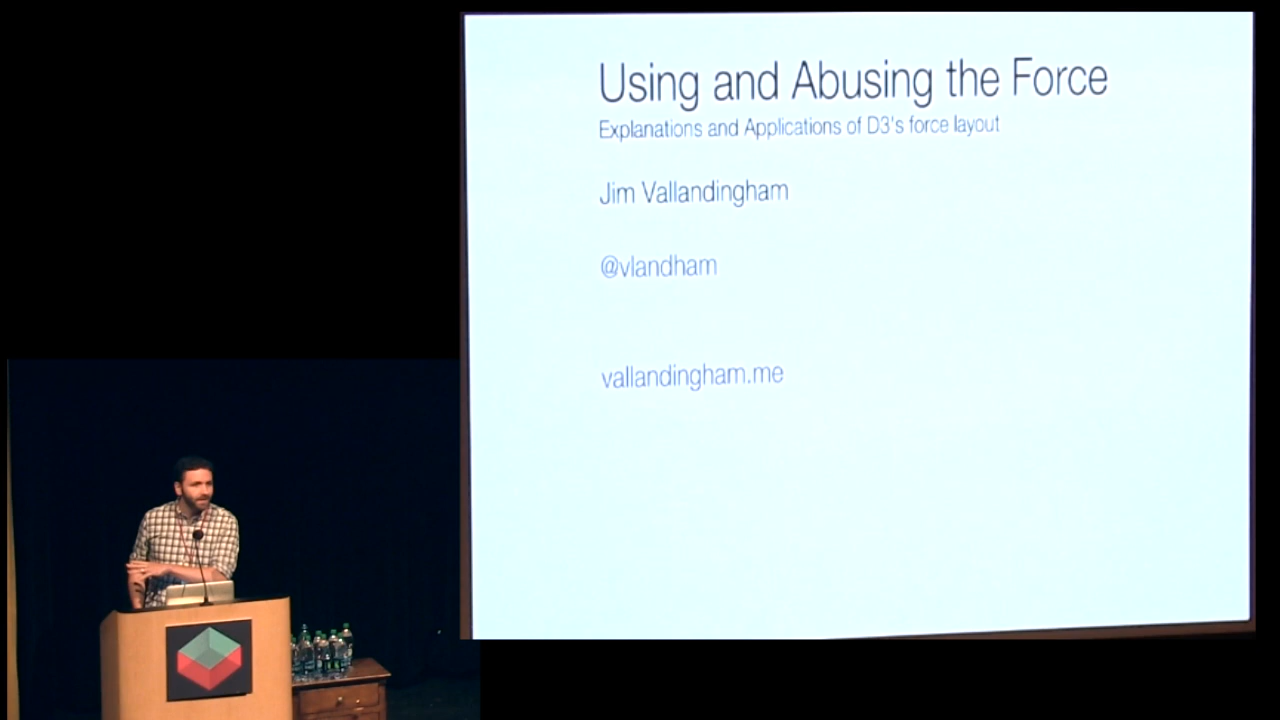 Using and Abusing the Force
Explanations and Applications of D3's force layout
Jim Vallandingham
@vlandham
vallandingham.me